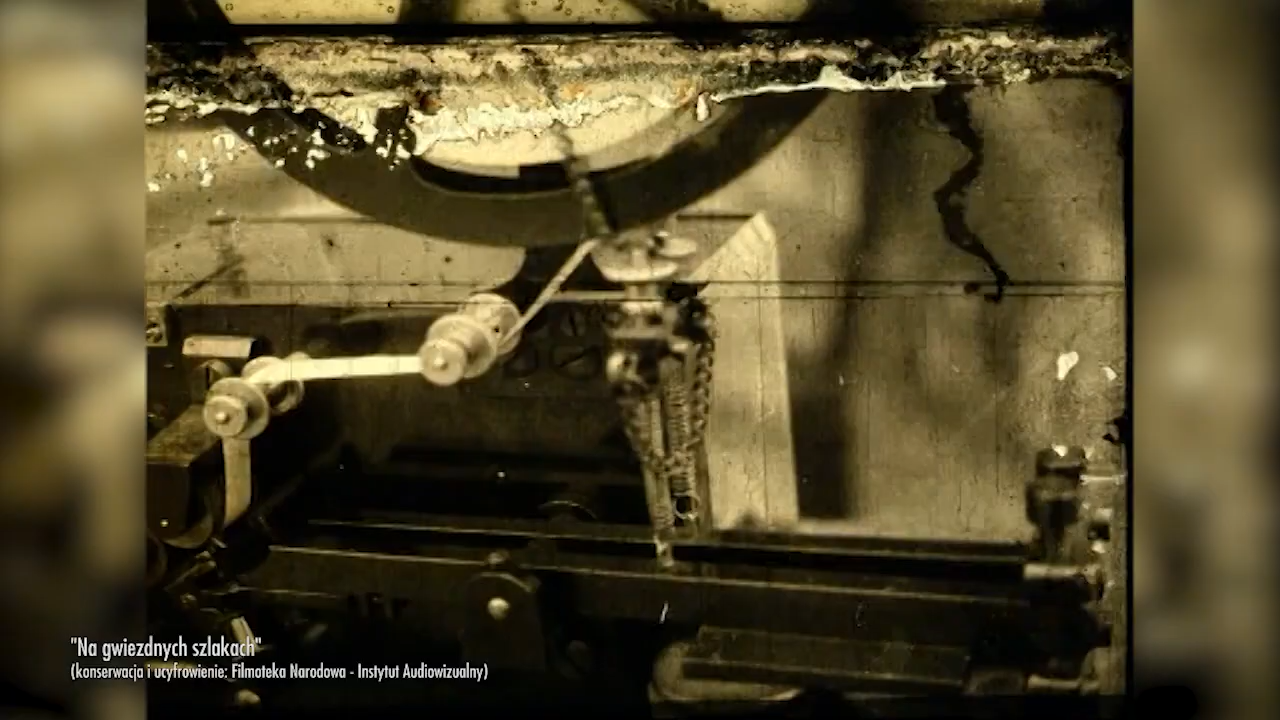 "Na gwiezdnych szlakach"
(konserwacja i ucyfrowienie: Filmoteka Narodowa - Instytut Audiowizualny)